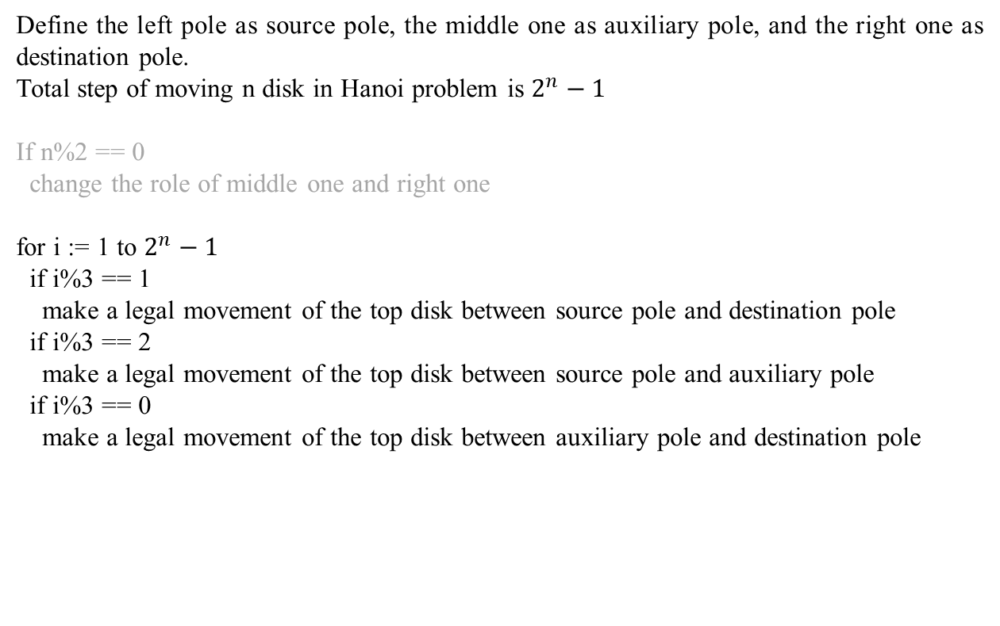 Define the left pole as source pole, the middle one as auxiliary pole, and the right one as
destination pole.
Total step of moving n disk in Hanoi problem is 2ⁿ − 1
If n%2 == 0
change the role of middle one and right one
for i := 1 to 2ⁿ − 1
if i%3 == 1
make a legal movement of the top disk between source pole and destination pole
if i%3 == 2
make a legal movement of the top disk between source pole and auxiliary pole
if i%3 == 0
make a legal movement of the top disk between auxiliary pole and destination pole